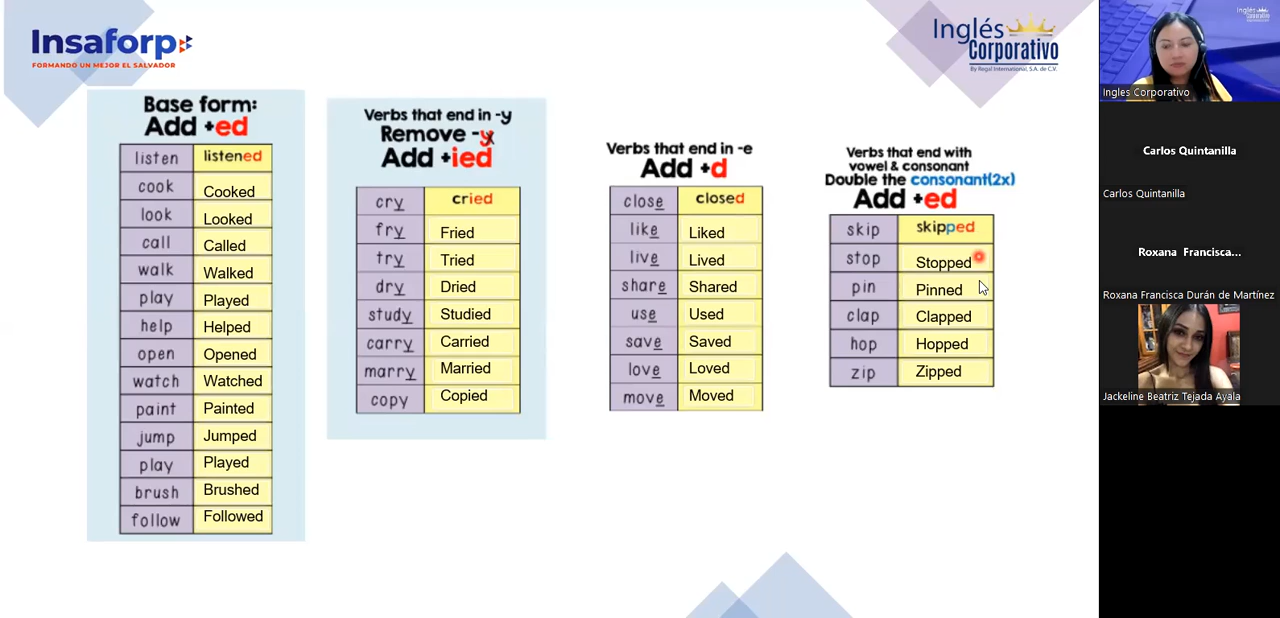 Insaforp
FORMANDO UN MEJOR EL SALVADOR
Inglés
Corporativo
By Regal International, S.A. de C.V.
Base form:
Add +ed
listen listened
cook Cooked
look Looked
call Called
walk Walked
play Played
help Helped
open Opened
watch Watched
paint Painted
jump Jumped
play Played
brush Brushed
follow Followed
Verbs that end in -y
Remove -y
Add +ied
cry cried
fry Fried
try Tried
dry Dried
study Studied
carry Carried
marry Married
copy Copied
Verbs that end in -e
Add +d
close closed
like Liked
live Lived
share Shared
use Used
save Saved
love Loved
move Moved
Verbs that end with
vowel & consonant
Double the consonant(2x)
Add +ed
skip skipped
stop Stopped
pin Pinned
clap Clapped
hop Hopped
zip Zipped
Inglés
Corporativo
Ingles Corporativo
Carlos Quintanilla
Carlos Quintanilla
Roxana Francisca...
Roxana Francisca Durán de Martínez
Jackeline Beatriz Tejada Ayala